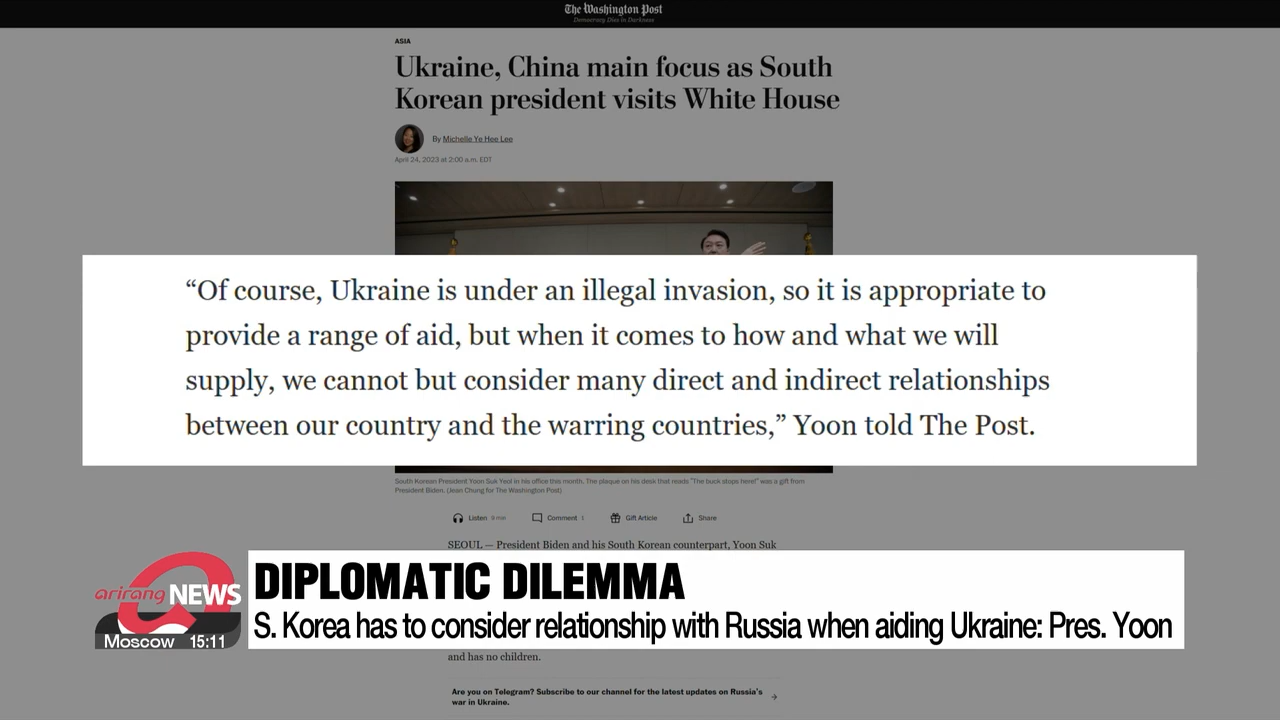 The Washington Post
Democracy Dies in Darkness
ASIA
Ukraine, China main focus as South
Korean president visits White House
By Michelle Ye Hee Lee
April 24, 2023 at 2:00 a.m. EDT
“Of course, Ukraine is under an illegal invasion, so it is appropriate to
provide a range of aid, but when it comes to how and what we will
supply, we cannot but consider many direct and indirect relationships
between our country and the warring countries,” Yoon told The Post.
South Korean President Yoon Suk Yeol in his office this month. The plaque on his desk that reads "The buck stops here!" was a gift from
President Biden. (Jean Chung for The Washington Post)
Listen 9 min Comment 1 Gift Article Share
SEOUL — President Biden and his South Korean counterpart, Yoon Suk
arirang NEWS
Moscow 15:11
DIPLOMATIC DILEMMA
S. Korea has to consider relationship with Russia when aiding Ukraine: Pres. Yoon
and has no children.
Are you on Telegram? Subscribe to our channel for the latest updates on Russia's
war in Ukraine.